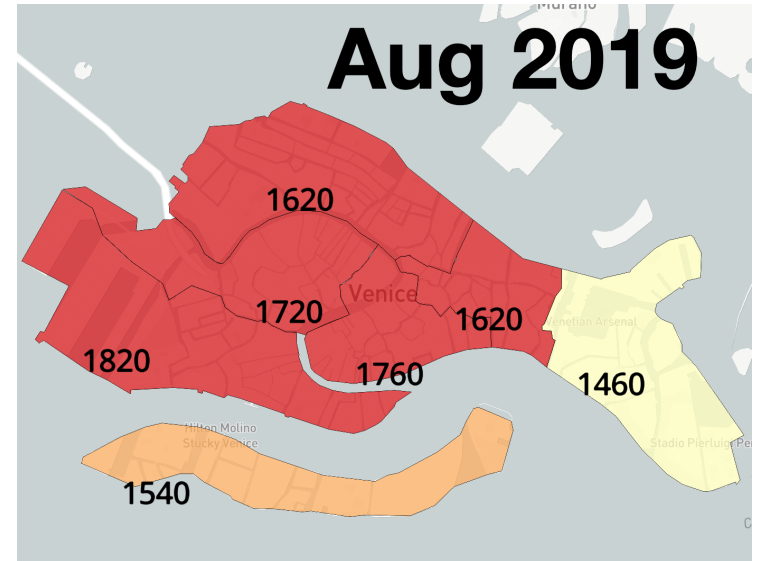 Murano
Aug 2019
1620
Venice
1720
1620
Venetian Arsenal
1820
1760
1460
Hilton Molino
Stucky Venice
Stadio Pierluigi Pe
1540
C